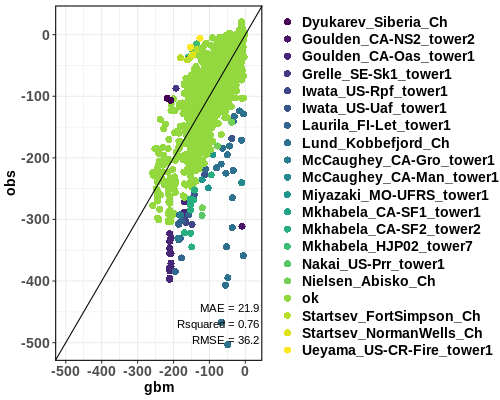 0
-100
-200
-300
-400
-500
obs
MAE = 21.9
Rsquared = 0.76
RMSE = 36.2
-500 -400 -300 -200 -100 0
gbm
Dyukarev_Siberia_Ch
Goulden_CA-NS2_tower2
Goulden_CA-Oas_tower1
Grelle_SE-Sk1_tower1
Iwata_US-Rpf_tower1
Iwata_US-Uaf_tower1
Laurila_FI-Let_tower1
Lund_Kobbefjord_Ch
McCaughey_CA-Gro_tower1
McCaughey_CA-Man_tower1
Miyazaki_MO-UFRS_tower1
Mkhabela_CA-SF1_tower1
Mkhabela_CA-SF2_tower2
Mkhabela_HJP02_tower7
Nakai_US-Prr_tower1
Nielsen_Abisko_Ch
ok
Startsev_FortSimpson_Ch
Startsev_NormanWells_Ch
Ueyama_US-CR-Fire_tower1